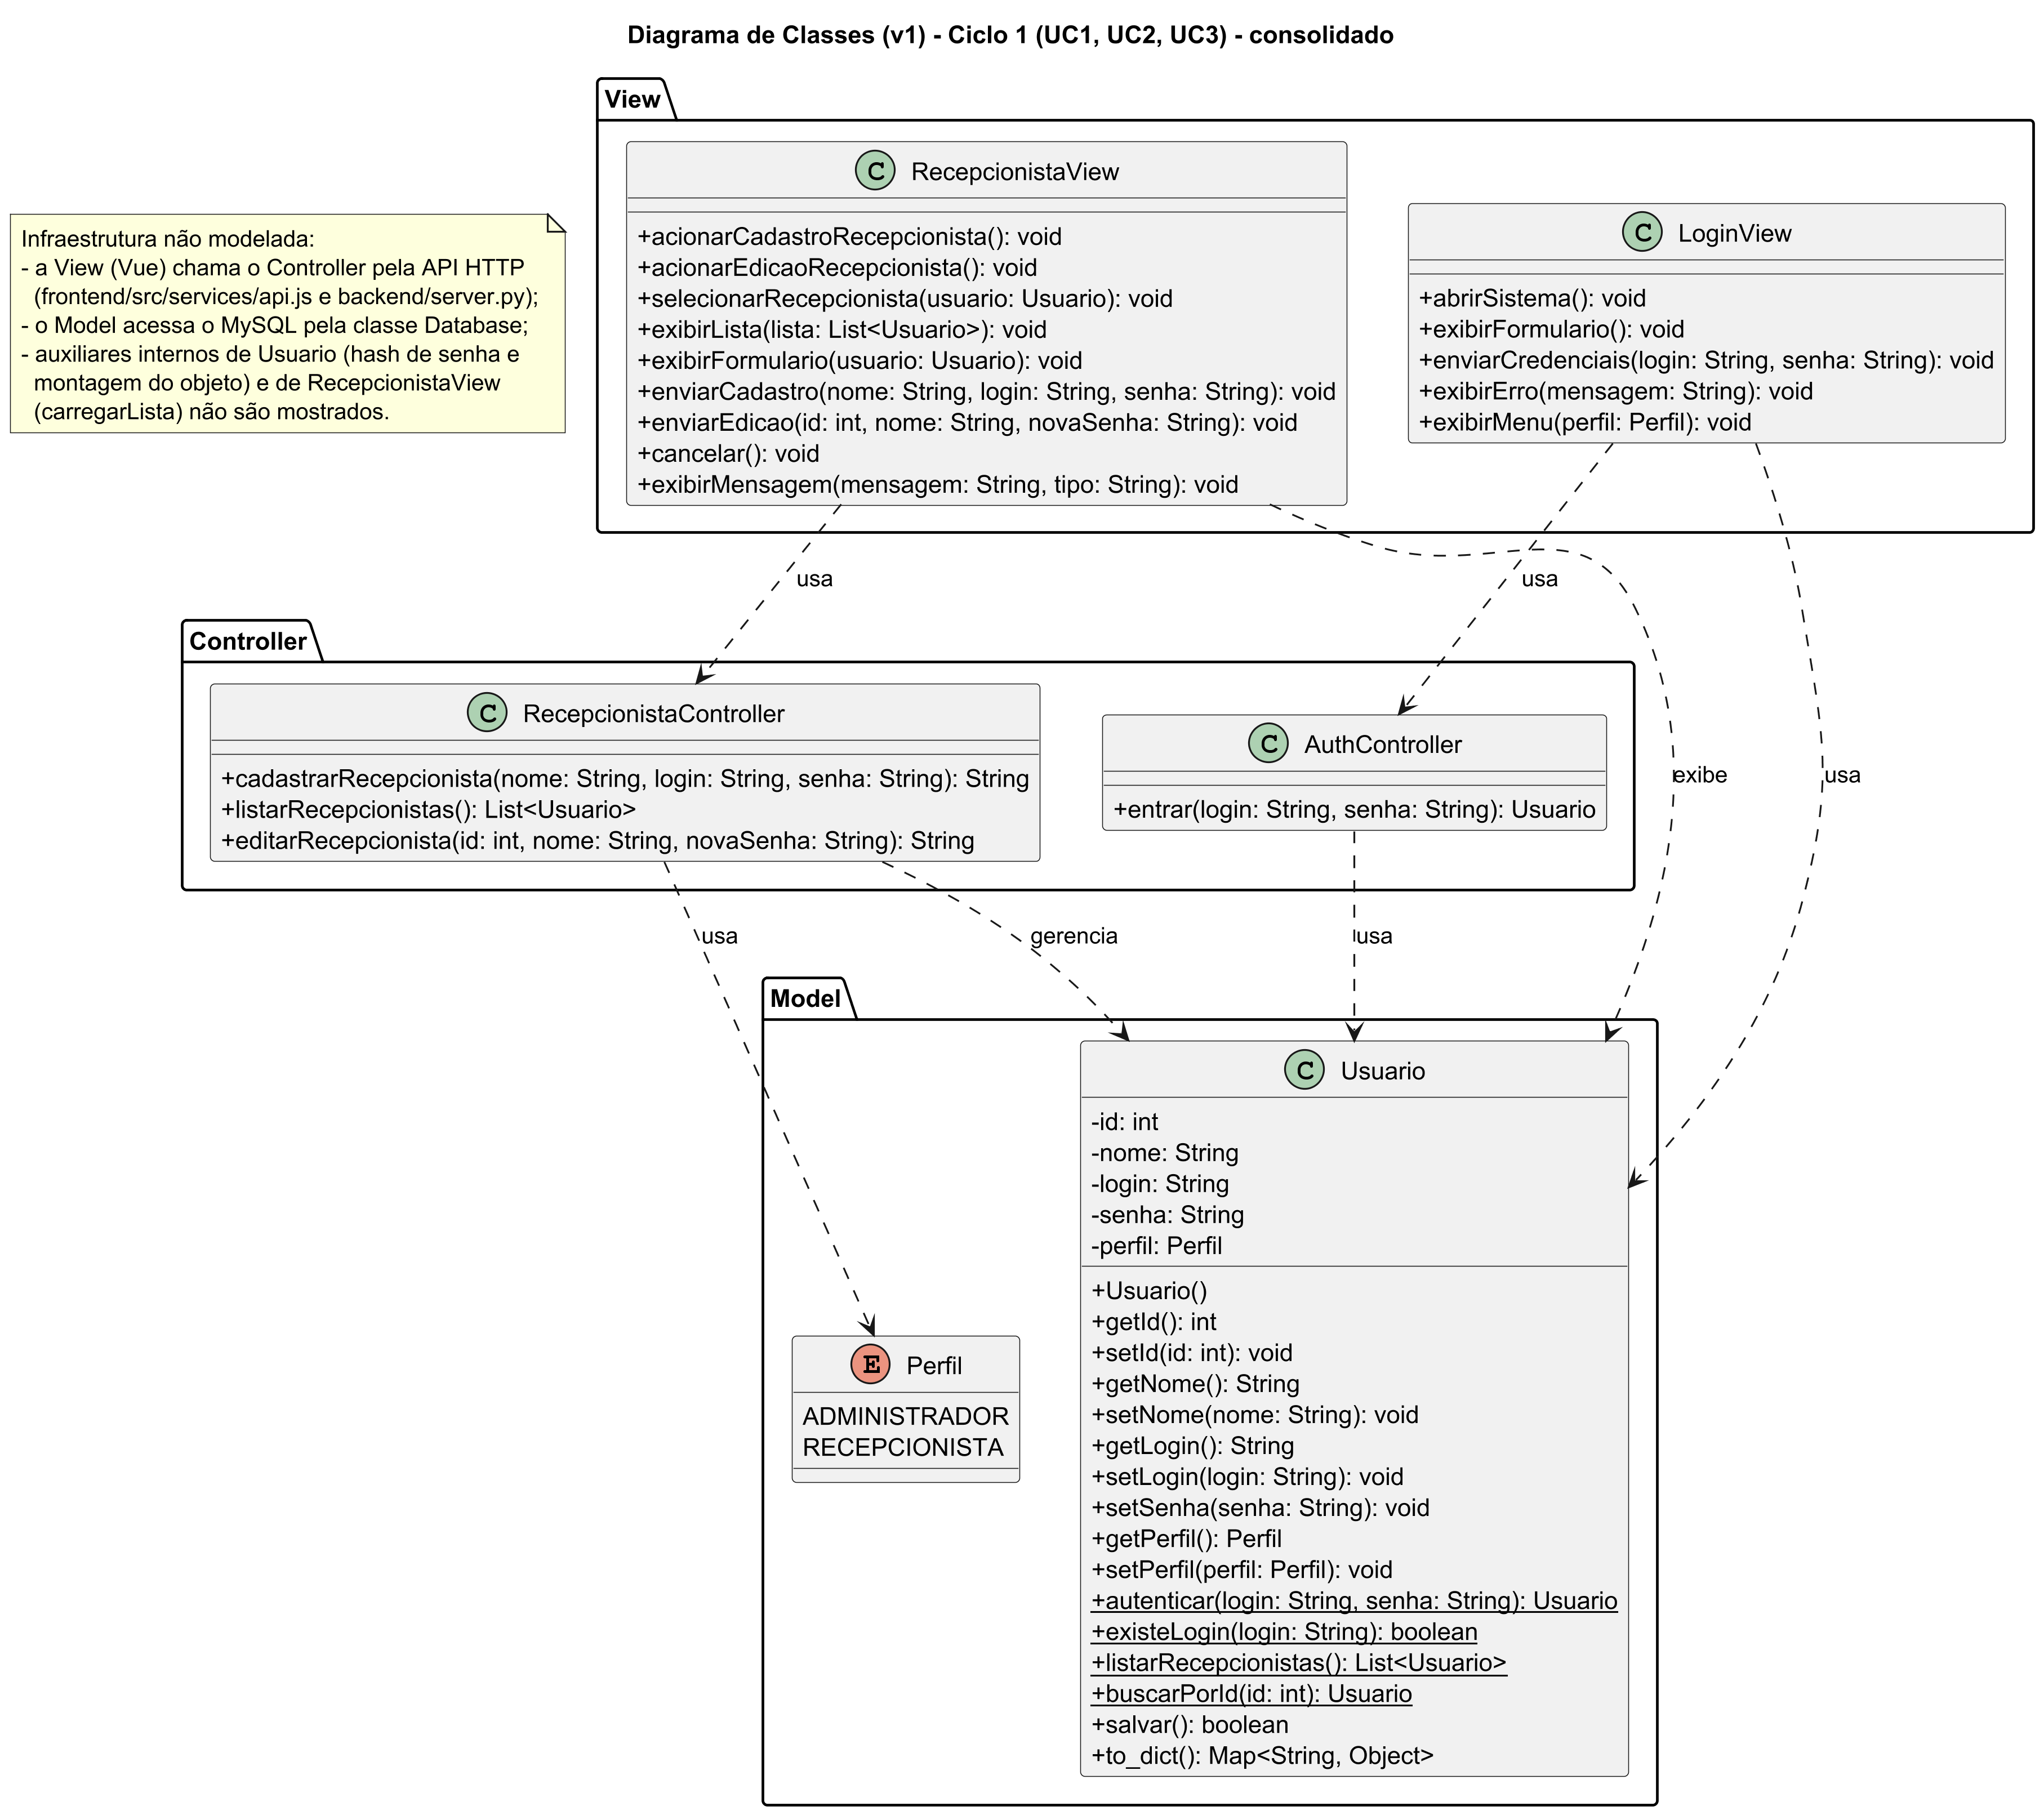 Diagrama de Classes (v1) - Ciclo 1 (UC1, UC2, UC3) - consolidado
View
RecepcionistaView
+acionarCadastroRecepcionista(): void
+acionarEdicaoRecepcionista(): void
+selecionarRecepcionista(usuario: Usuario): void
+exibirLista(lista: List<Usuario>): void
+exibirFormulario(usuario: Usuario): void
+enviarCadastro(nome: String, login: String, senha: String): void
+enviarEdicao(id: int, nome: String, novaSenha: String): void
+cancelar(): void
+exibirMensagem(mensagem: String, tipo: String): void
LoginView
+abrirSistema(): void
+exibirFormulario(): void
+enviarCredenciais(login: String, senha: String): void
+exibirErro(mensagem: String): void
+exibirMenu(perfil: Perfil): void
Infraestrutura não modelada:
- a View (Vue) chama o Controller pela API HTTP
(frontend/src/services/api.js e backend/server.py);
- o Model acessa o MySQL pela classe Database;
- auxiliares internos de Usuario (hash de senha e
montagem do objeto) e de RecepcionistaView
(carregarLista) não são mostrados.
usa
usa
exibe
usa
Controller
RecepcionistaController
+cadastrarRecepcionista(nome: String, login: String, senha: String): String
+listarRecepcionistas(): List<Usuario>
+editarRecepcionista(id: int, nome: String, novaSenha: String): String
AuthController
+entrar(login: String, senha: String): Usuario
usa
gerencia
usa
Model
Usuario
-id: int
-nome: String
-login: String
-senha: String
-perfil: Perfil
+Usuario()
+getId(): int
+setId(id: int): void
+getNome(): String
+setNome(nome: String): void
+getLogin(): String
+setLogin(login: String): void
+setSenha(senha: String): void
+getPerfil(): Perfil
+setPerfil(perfil: Perfil): void
+autenticar(login: String, senha: String): Usuario
+existeLogin(login: String): boolean
+listarRecepcionistas(): List<Usuario>
+buscarPorId(id: int): Usuario
+salvar(): boolean
+to_dict(): Map<String, Object>
Perfil
ADMINISTRADOR
RECEPCIONISTA